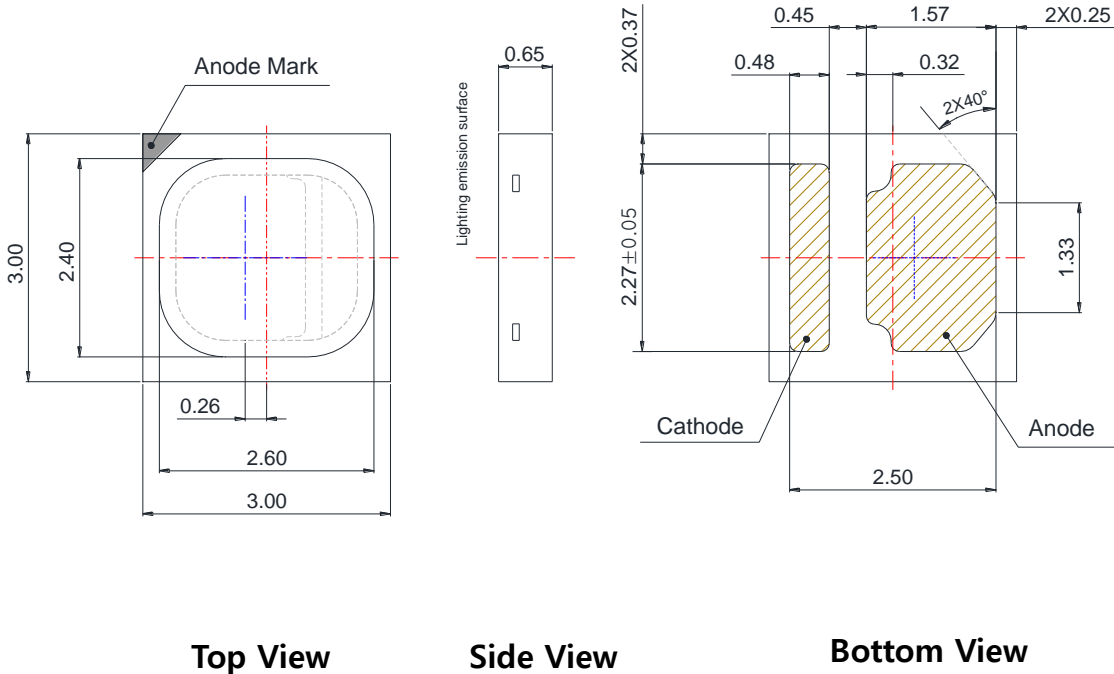 Anode Mark
3.00
2.40
0.26
2.60
3.00
Top View
0.65
Lighting emission surface
Side View
2X0.37
0.45
1.57
2X0.25
0.48
0.32
2X40°
2.27±0.05
1.33
Cathode
Anode
2.50
Bottom View